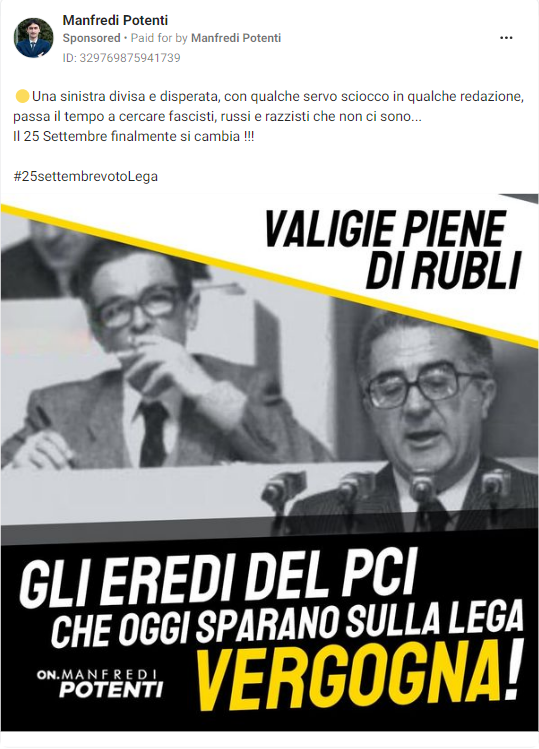 Manfredi Potenti
Sponsored • Paid for by Manfredi Potenti
ID: 329769875941739
🟡Una sinistra divisa e disperata, con qualche servo sciocco in qualche redazione,
passa il tempo a cercare fascisti, russi e razzisti che non ci sono...
Il 25 Settembre finalmente si cambia !!!
#25settembrevotoLega
VALIGIE PIENE
DI RUBLI
GLI EREDI DEL PCI
CHE OGGI SPARANO SULLA LEGA
VERGOGNA!
ON.MANFREDI
POTENTI